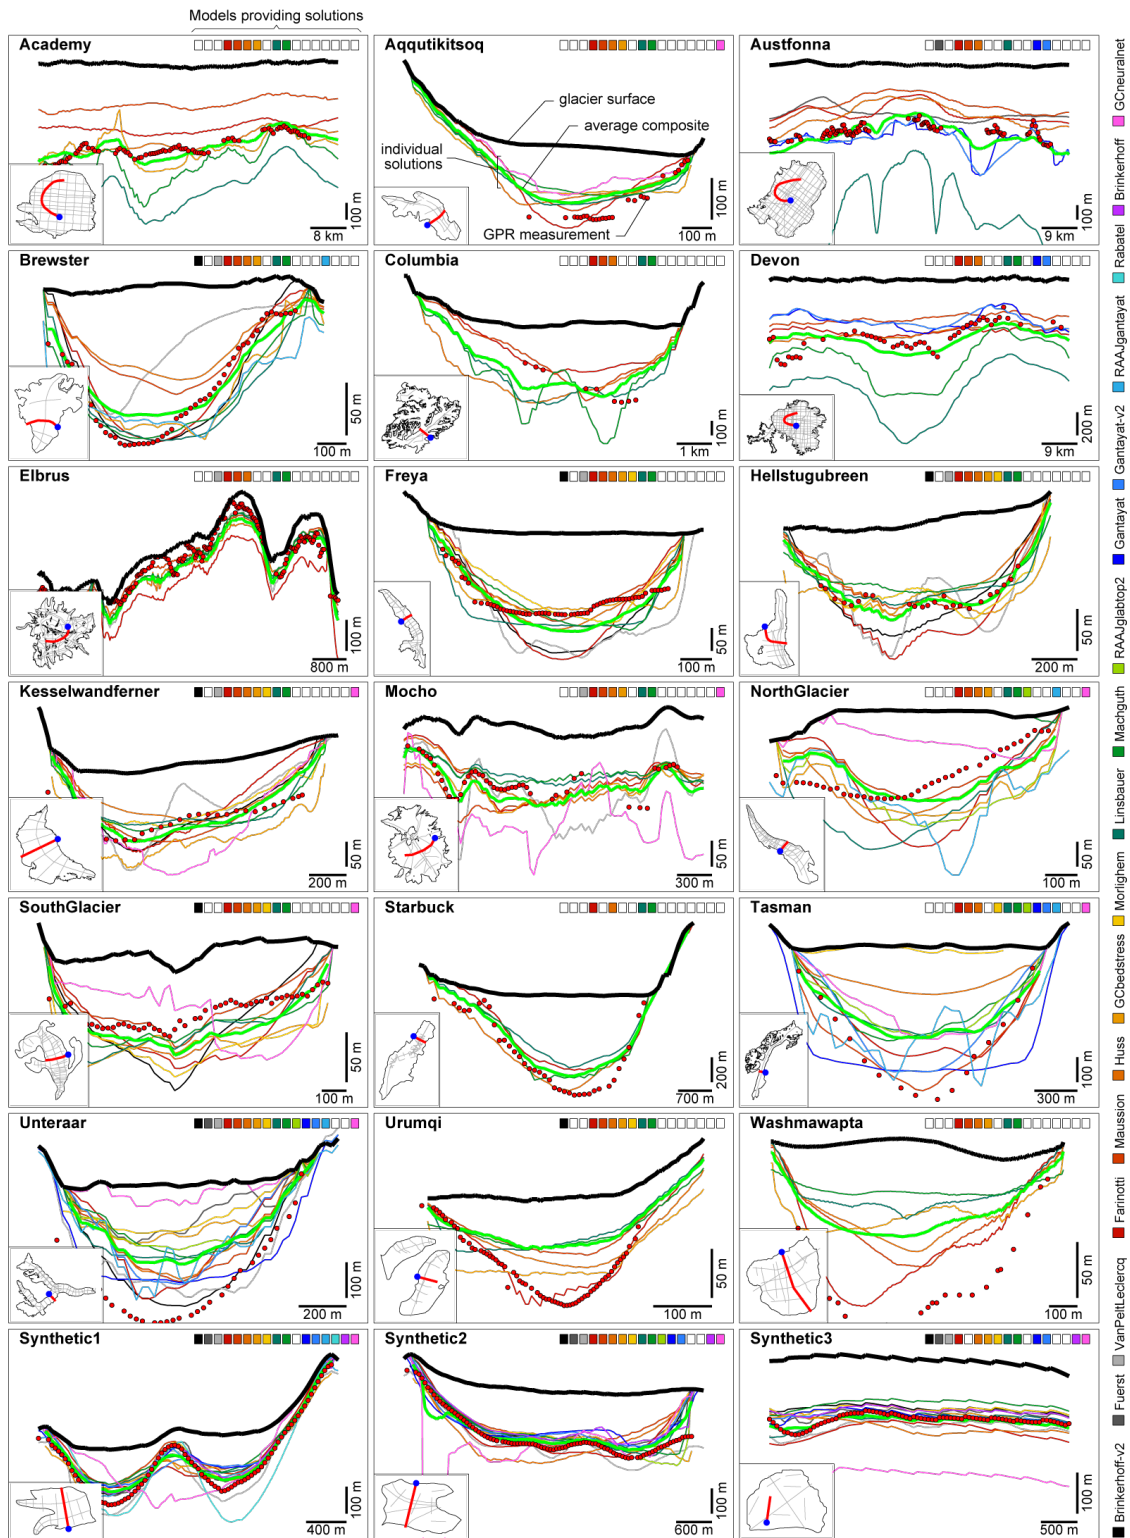 Models providing solutions
Academy
100 m
8 km
Aqqutikitsoq
glacier surface
average composite
individual
solutions
GPR measurement
100 m
100 m
Austfonna
100 m
9 km
Brewster
50 m
100 m
Columbia
100 m
1 km
Devon
200 m
9 km
Elbrus
100 m
800 m
Freya
50 m
100 m
Hellstugubreen
50 m
200 m
Kesselwandferner
50 m
200 m
Mocho
50 m
300 m
NorthGlacier
50 m
100 m
SouthGlacier
50 m
100 m
Starbuck
200 m
700 m
Tasman
100 m
300 m
Unteraar
100 m
200 m
Urumqi
50 m
100 m
Washmawapta
50 m
100 m
Synthetic1
100 m
400 m
Synthetic2
100 m
600 m
Synthetic3
100 m
500 m
Brinkerhoff-v2
Fuerst
VanPeltLeclercq
Farinotti
Maussion
Huss
GCbedstress
Morlighem
Linsbauer
Machguth
RAAJglabtop2
Gantayat
Gantayat-v2
RAAJgantayat
Rabatel
Brinkerhoff
GCneuralnet